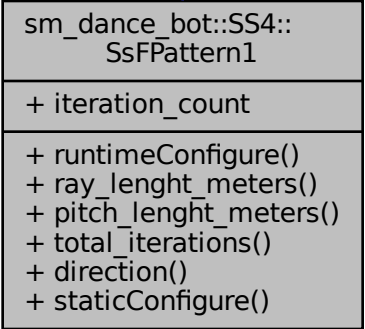 sm_dance_bot::SS4::
SsFPattern1
+ iteration_count
+ runtimeConfigure()
+ ray_lenght_meters()
+ pitch_lenght_meters()
+ total_iterations()
+ direction()
+ staticConfigure()